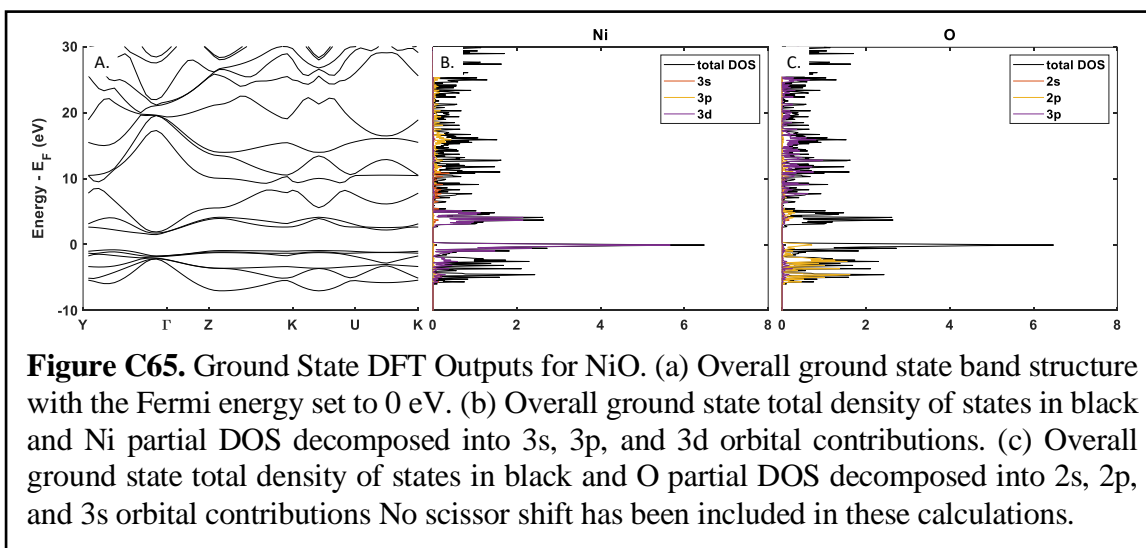 Ni
O
30
A.
B.
C.
total DOS
3s
3p
3d
total DOS
2s
2p
3p
20
10
0
-10
Energy - E_F (eV)
Y Γ Z K U K
0 2 4 6 8
0 2 4 6 8
Figure C65. Ground State DFT Outputs for NiO. (a) Overall ground state band structure
with the Fermi energy set to 0 eV. (b) Overall ground state total density of states in black
and Ni partial DOS decomposed into 3s, 3p, and 3d orbital contributions. (c) Overall
ground state total density of states in black and O partial DOS decomposed into 2s, 2p,
and 3s orbital contributions No scissor shift has been included in these calculations.